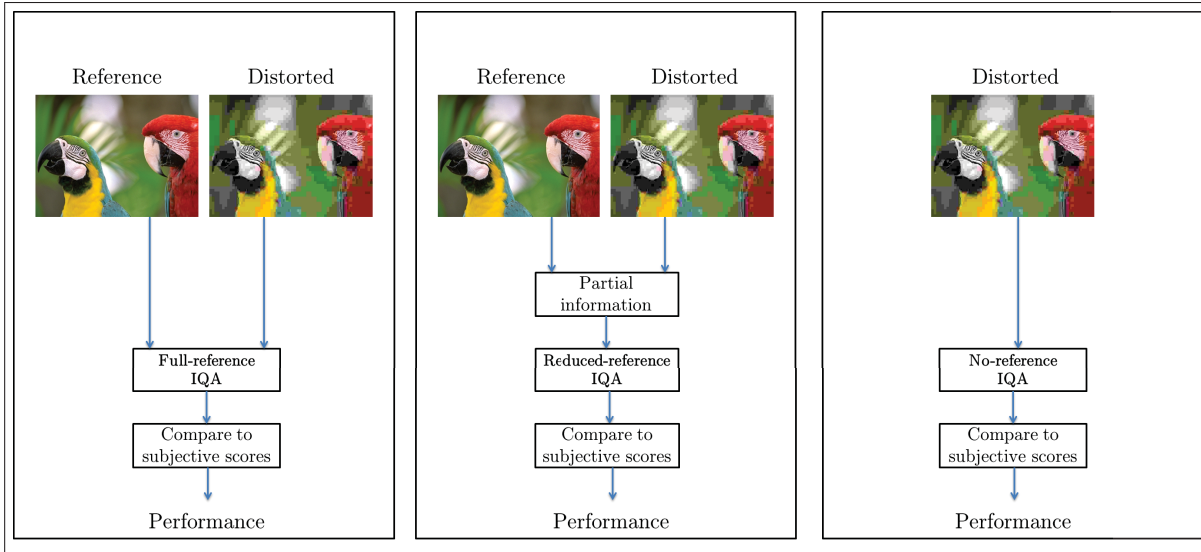 Reference
Distorted
Full-reference
IQA
Compare to
subjective scores
Performance
Reference
Distorted
Partial
information
Reduced-reference
IQA
Compare to
subjective scores
Performance
Distorted
No-reference
IQA
Compare to
subjective scores
Performance